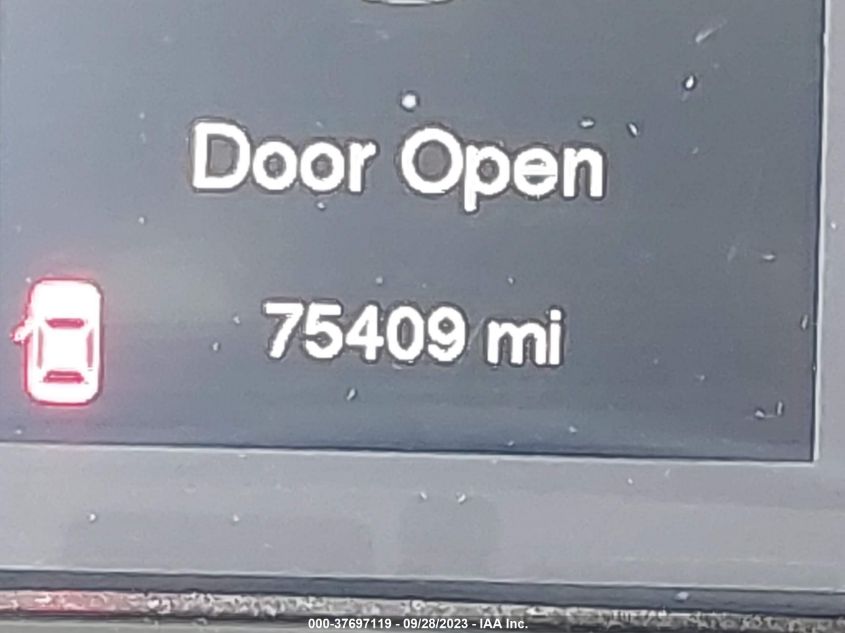 Door Open
75409 mi
000-37697119 - 09/28/2023 - IAA Inc.